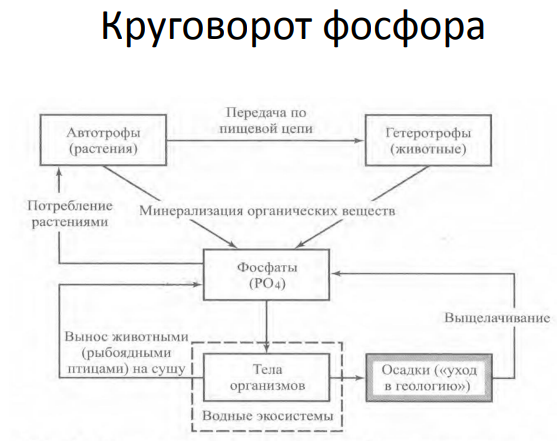 Круговорот фосфора
Передача по
пищевой цепи
Автотрофы
(растения)
Гетеротрофы
(животные)
Потребление
растениями
Минерализация органических веществ
Фосфаты
(PO4)
Выщелачивание
Вынос животными
(рыбоядными
птицами) на сушу
Тела
организмов
Осадки («уход
в геологию»)
Водные экосистемы